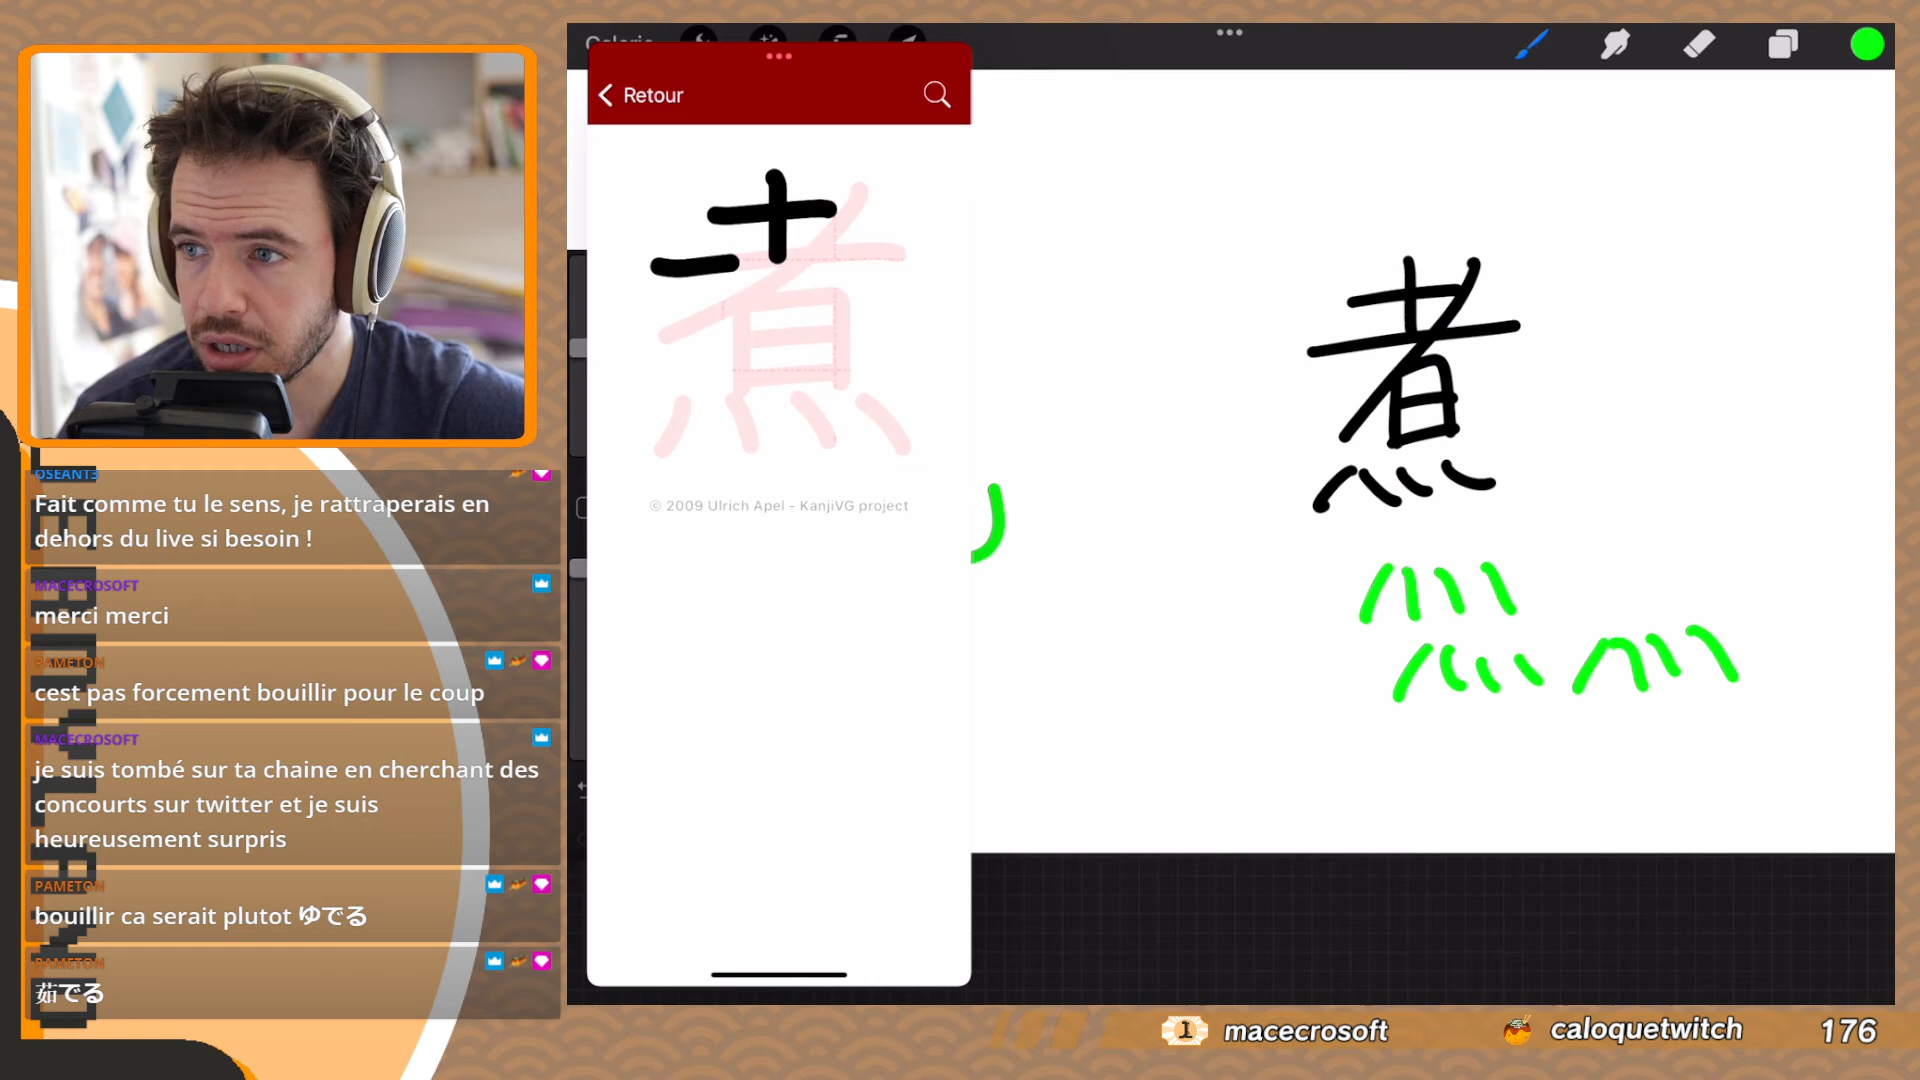 Retour
煮
© 2009 Ulrich Apel - KanjiVG project
煮
OSEANT3
Fait comme tu le sens, je rattraperais en
dehors du live si besoin !
MACECROSOFT
merci merci
PAMETON
cest pas forcement bouillir pour le coup
MACECROSOFT
je suis tombé sur ta chaine en cherchant des
concourts sur twitter et je suis
heureusement surpris
PAMETON
bouillir ca serait plutot ゆでる
PAMETON
茹でる
1 macecrosoft
caloquetwitch
176